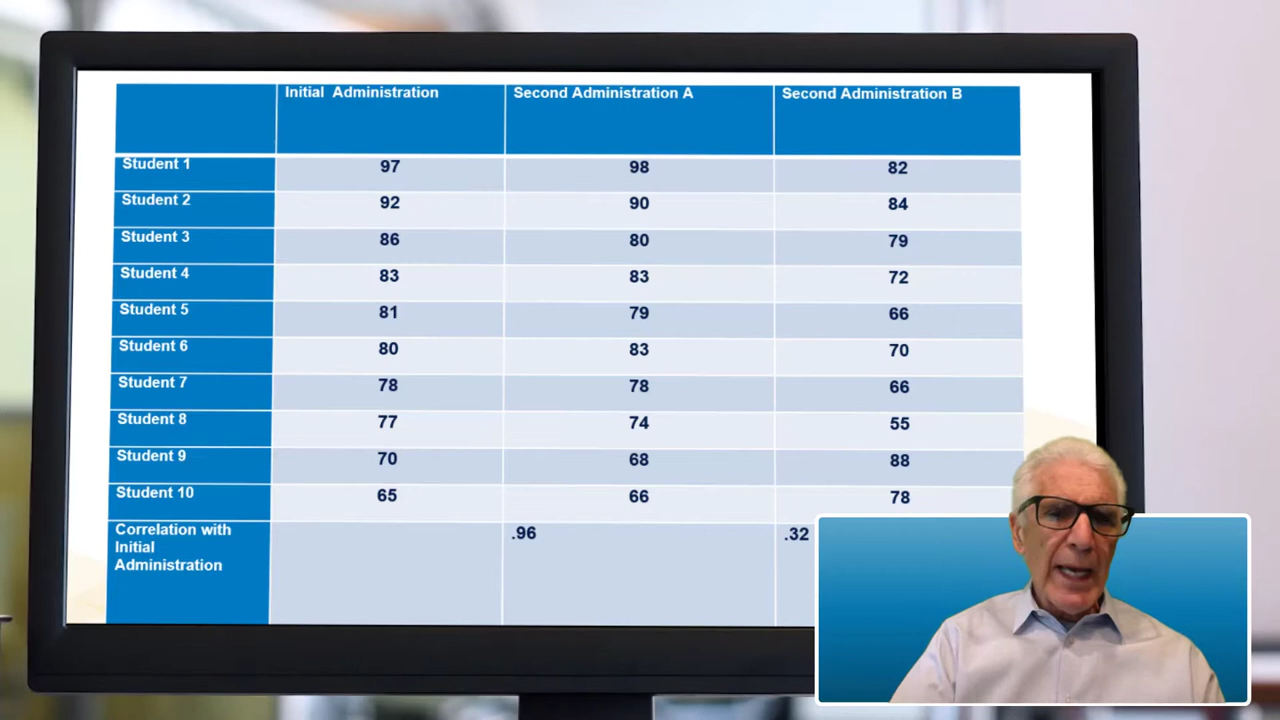 Initial Administration Second Administration A Second Administration B
Student 1 97 98 82
Student 2 92 90 84
Student 3 86 80 79
Student 4 83 83 72
Student 5 81 79 66
Student 6 80 83 70
Student 7 78 78 66
Student 8 77 74 55
Student 9 70 68 88
Student 10 65 66 78
Correlation with .96 .32
Initial
Administration